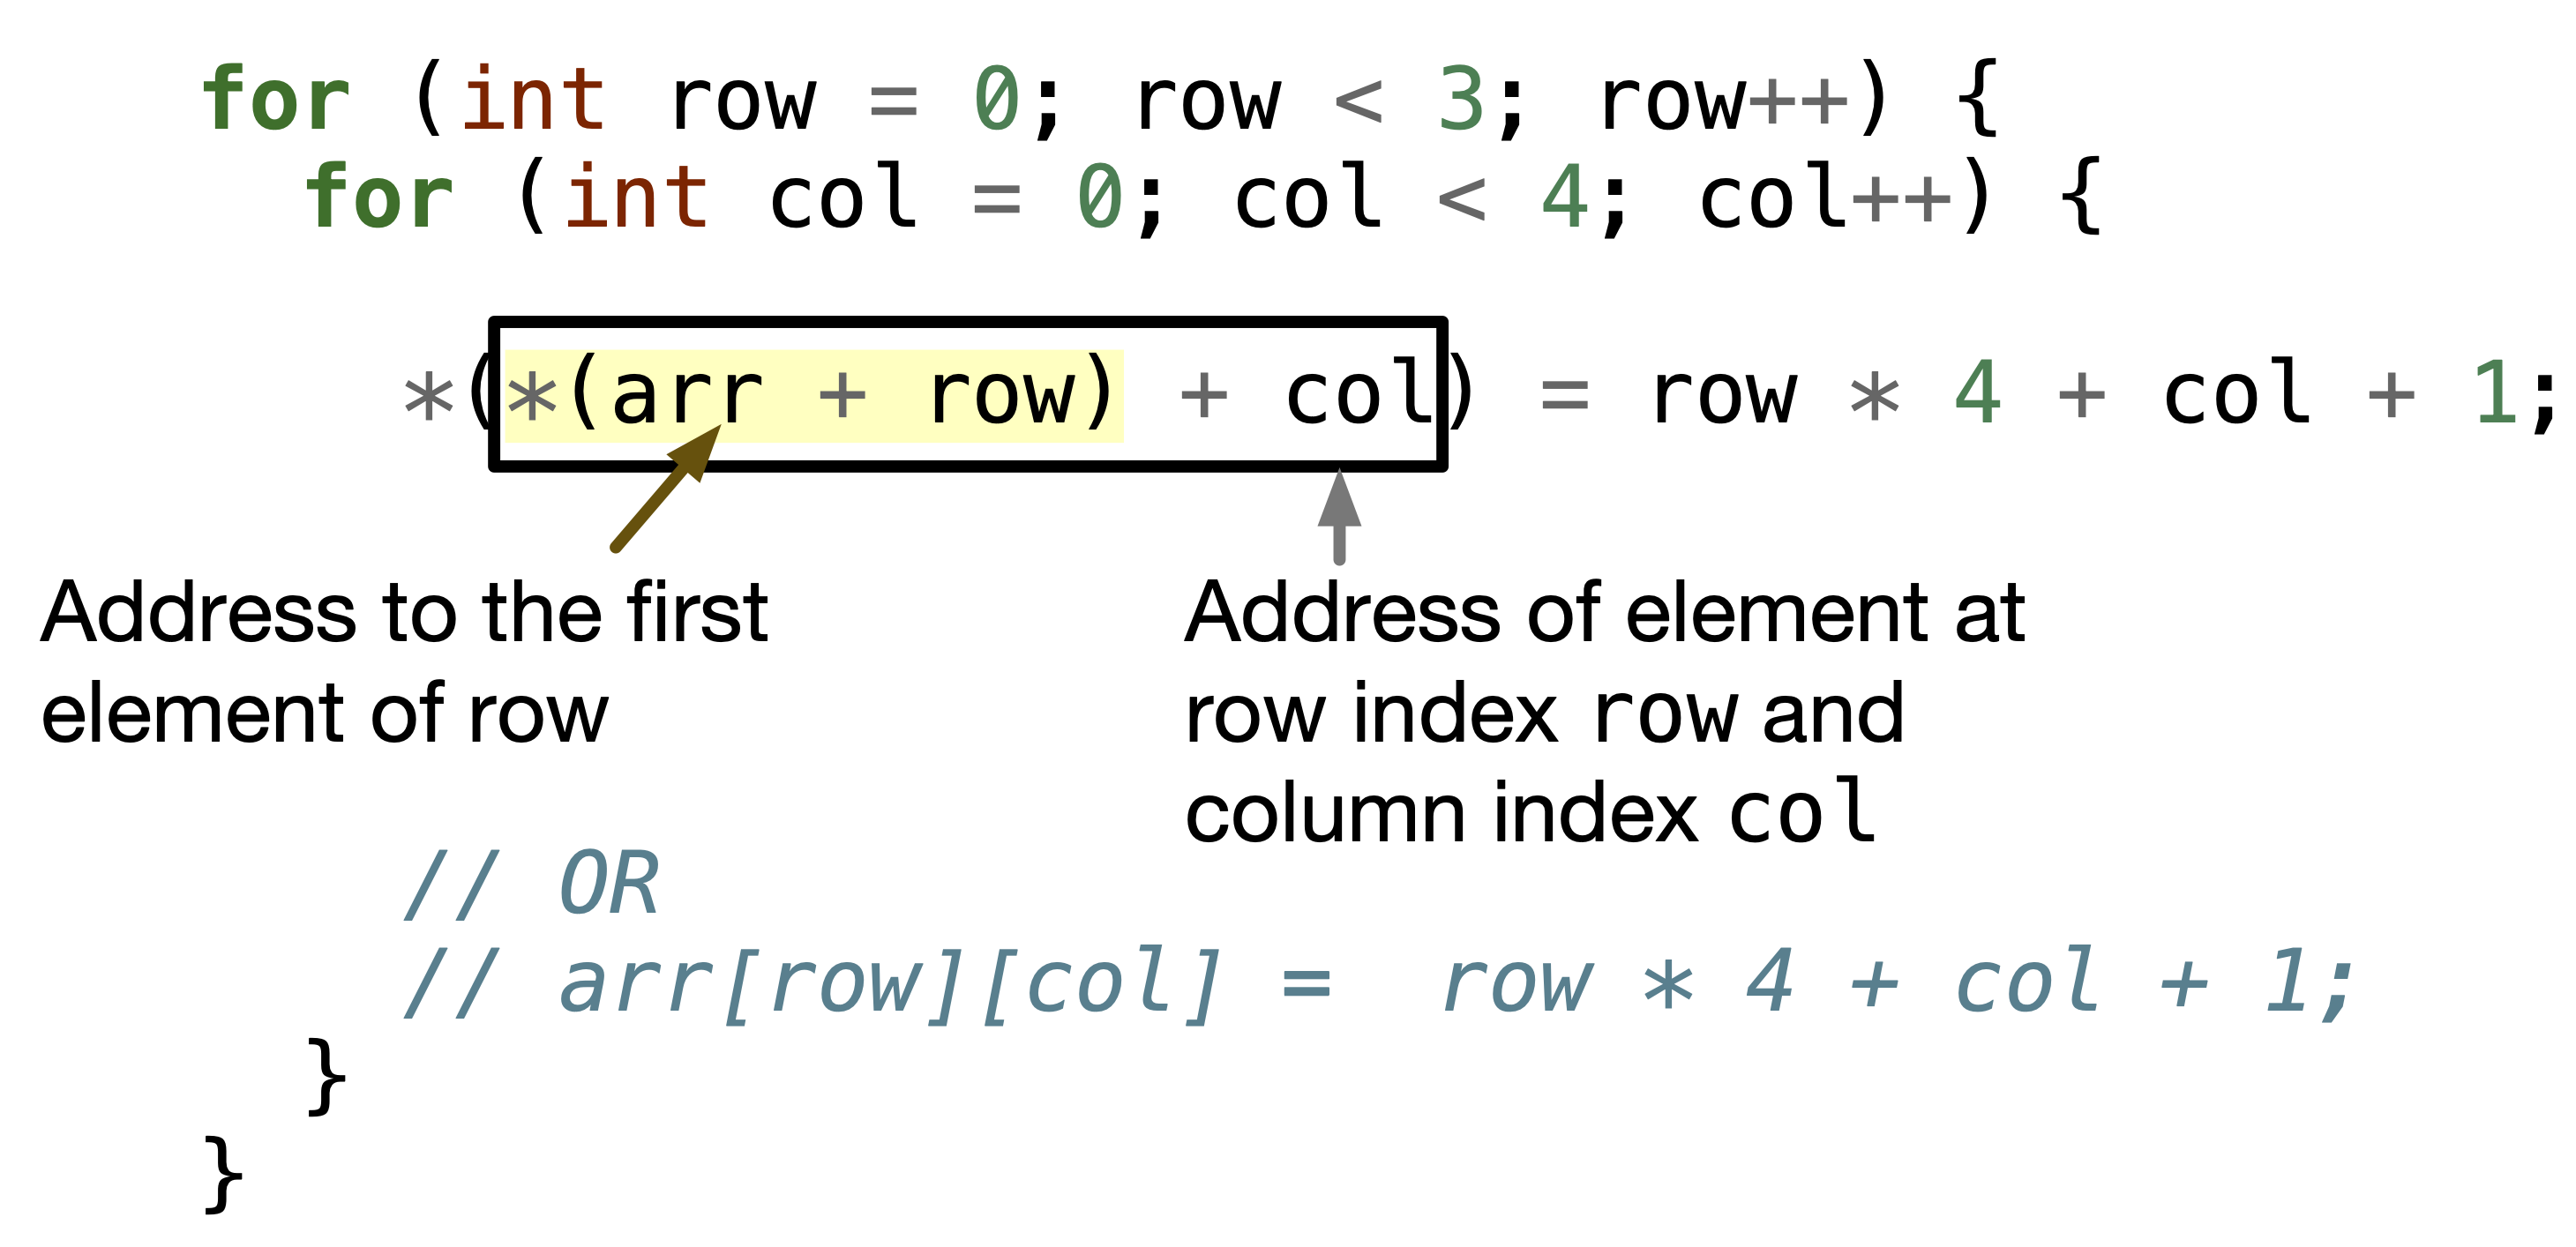 for (int row = 0; row < 3; row++) {
for (int col = 0; col < 4; col++) {
*(*(arr + row) + col) = row * 4 + col + 1;
Address to the first
element of row
Address of element at
row index row and
column index col
// OR
// arr[row][col] =  row * 4 + col + 1;
}
}